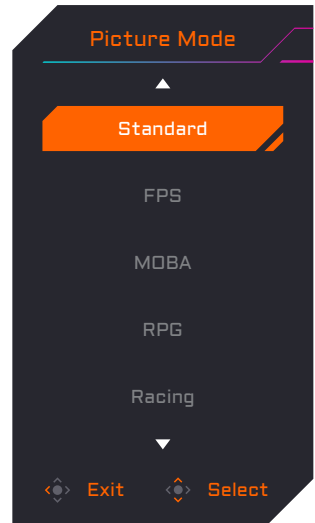 Picture Mode
Standard
FPS
MOBA
RPG
Racing
Exit Select